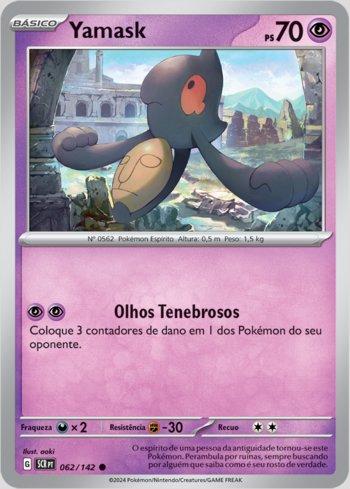 BÁSICO
Yamask
PS 70
Nº 0562 Pokémon Espírito Altura: 0,5 m Peso: 1,5 kg
Olhos Tenebrosos
Coloque 3 contadores de dano em 1 dos Pokémon do seu
oponente.
Fraqueza ×2 Resistência -30 Recuo
Ilust. aoki
G SCR PT 062/142
O espírito de uma pessoa da antiguidade tornou-se este
Pokémon. Perambula por ruínas, sempre buscando
por alguém que saiba como é seu rosto de verdade.
©2024 Pokémon/Nintendo/Creatures/GAME FREAK